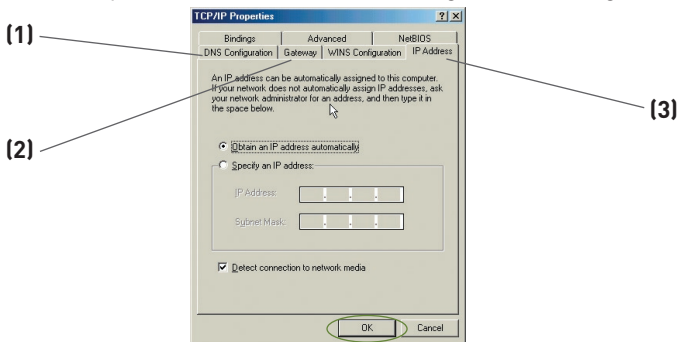 TCP/IP Properties
Bindings Advanced NetBIOS
DNS Configuration Gateway WINS Configuration IP Address
An IP address can be automatically assigned to this computer.
If your network does not automatically assign IP addresses, ask
your network administrator for an address, and then type it in
the space below.
Obtain an IP address automatically
Specify an IP address:
IP Address:
Subnet Mask:
Detect connection to network media
OK Cancel
(1)
(2)
(3)